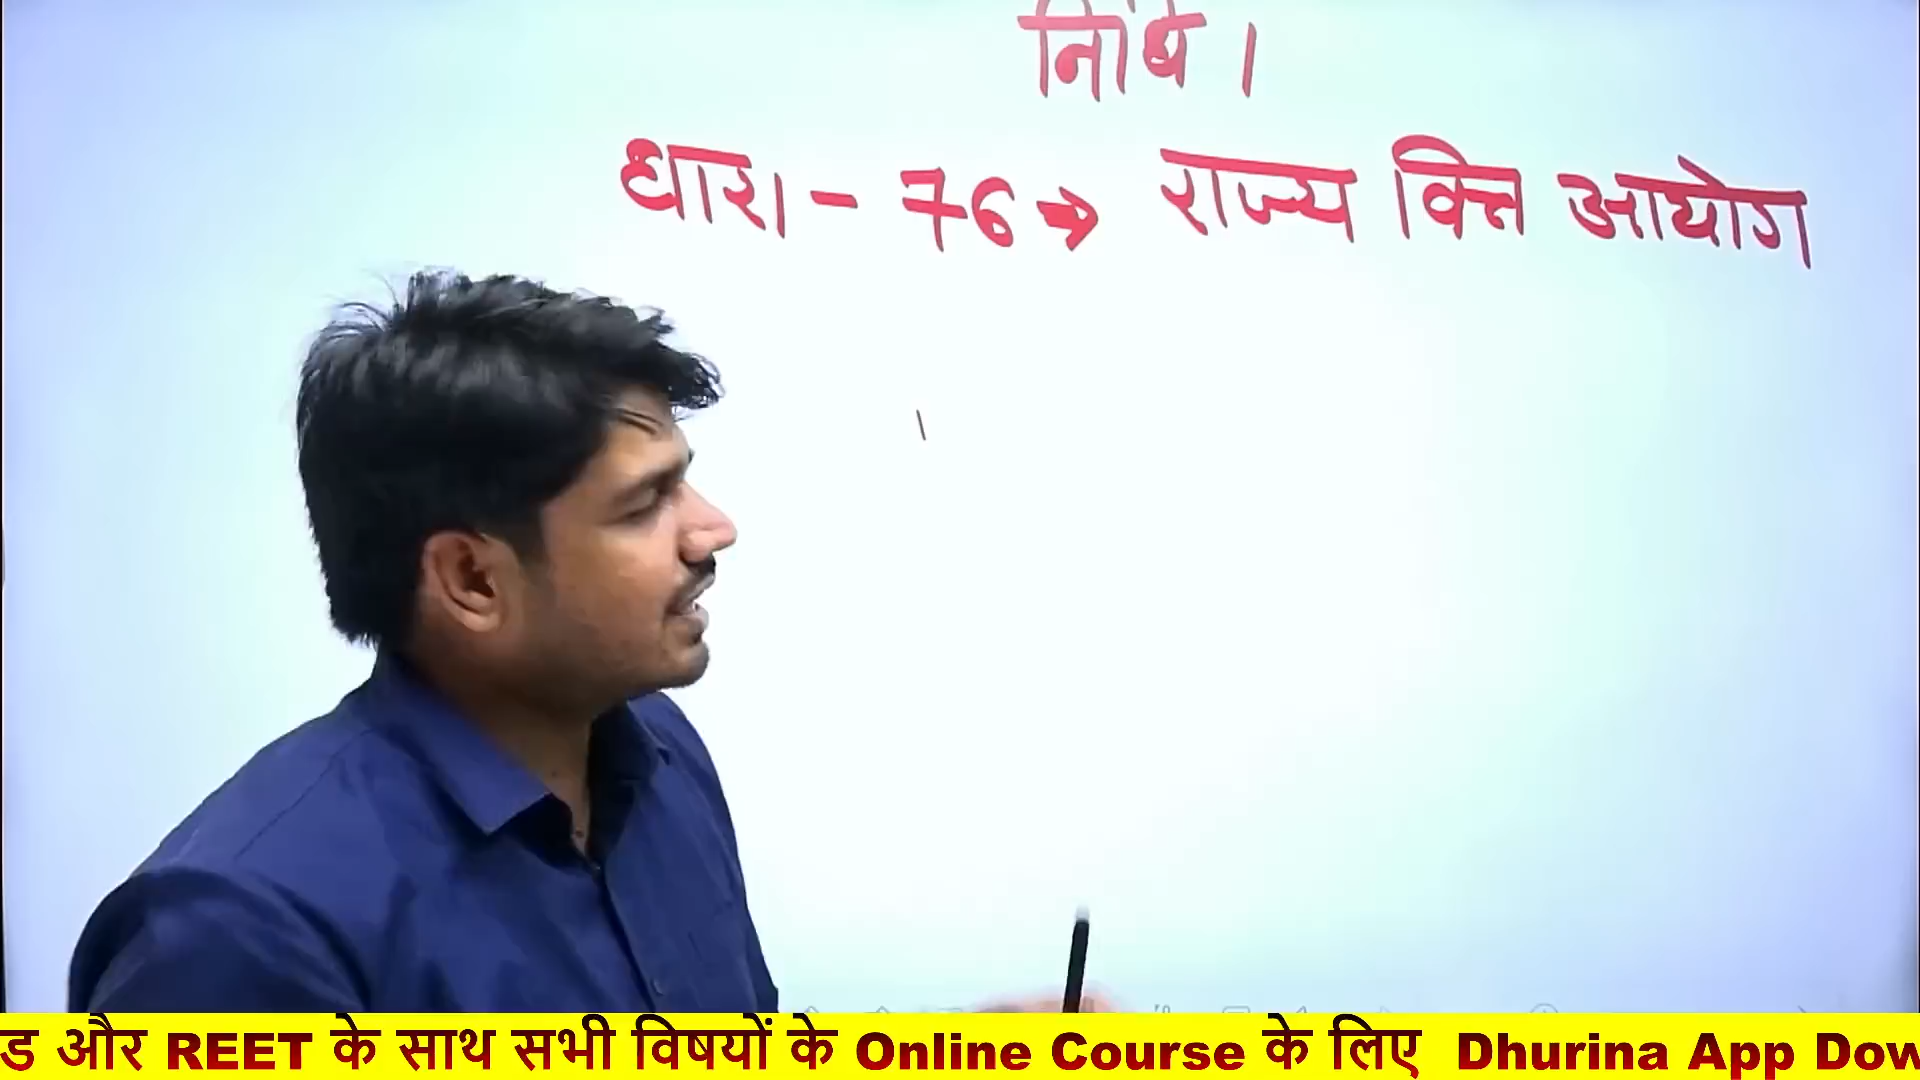 निधि ।
धारा - 76 → राज्य वित्त आयोग
ड और REET के साथ सभी विषयों के Online Course के लिए Dhurina App Dow